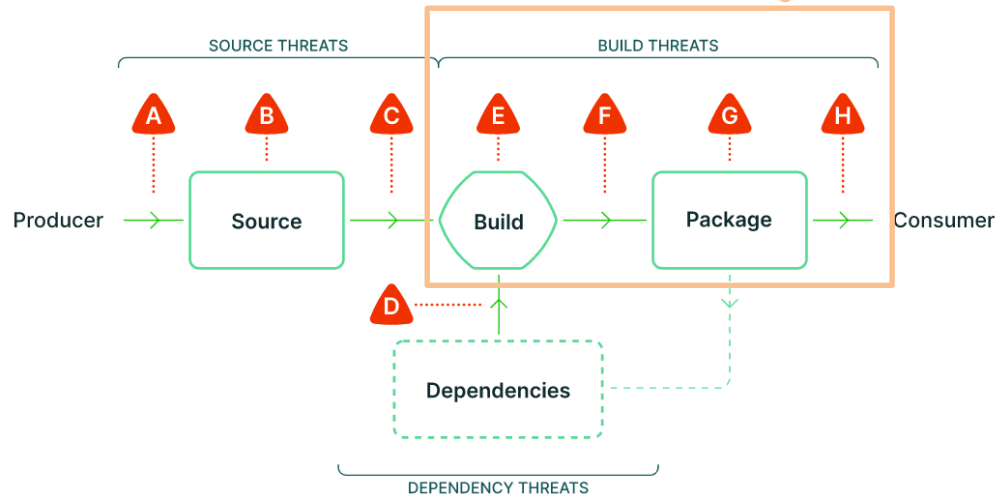 SOURCE THREATS
BUILD THREATS
A
B
C
E
F
G
H
Producer
Source
Build
Package
Consumer
D
Dependencies
DEPENDENCY THREATS